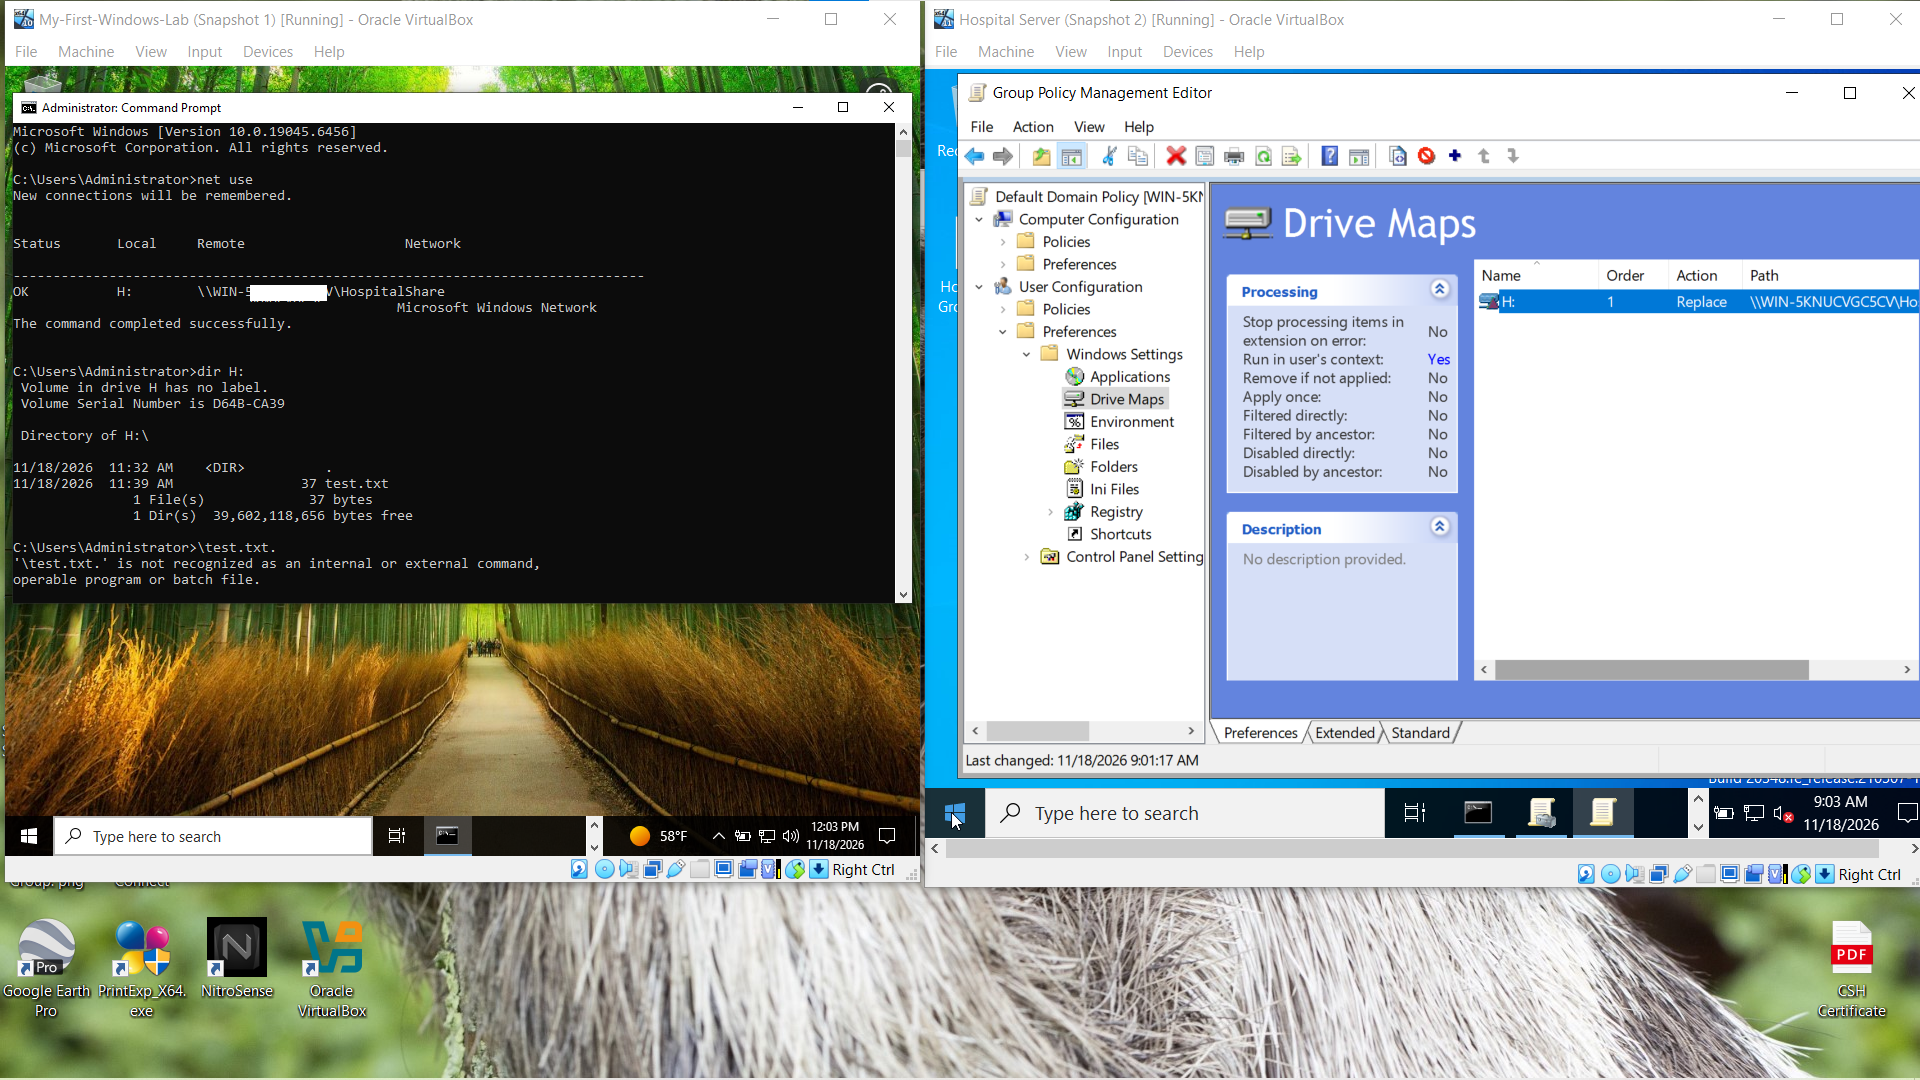 My-First-Windows-Lab (Snapshot 1) [Running] - Oracle VirtualBox
File Machine View Input Devices Help
Administrator: Command Prompt
Microsoft Windows [Version 10.0.19045.6456]
(c) Microsoft Corporation. All rights reserved.
C:\Users\Administrator>net use
New connections will be remembered.
Status Local Remote Network
-------------------------------------------------------------------------------
OK H: \\WIN-5 V\HospitalShare
Microsoft Windows Network
The command completed successfully.
C:\Users\Administrator>dir H:
Volume in drive H has no label.
Volume Serial Number is D64B-CA39
Directory of H:\
11/18/2026 11:32 AM <DIR> .
11/18/2026 11:39 AM 37 test.txt
1 File(s) 37 bytes
1 Dir(s) 39,602,118,656 bytes free
C:\Users\Administrator>\test.txt.
'\test.txt.' is not recognized as an internal or external command,
operable program or batch file.
Type here to search
58°F
12:03 PM
11/18/2026
Right Ctrl
Hospital Server (Snapshot 2) [Running] - Oracle VirtualBox
File Machine View Input Devices Help
Rec
Ho
Gro
Group Policy Management Editor
File Action View Help
Default Domain Policy [WIN-5KN
Computer Configuration
Policies
Preferences
User Configuration
Policies
Preferences
Windows Settings
Applications
Drive Maps
Environment
Files
Folders
Ini Files
Registry
Shortcuts
Control Panel Setting
Drive Maps
Processing
Stop processing items in
extension on error: No
Run in user's context: Yes
Remove if not applied: No
Apply once: No
Filtered directly: No
Filtered by ancestor: No
Disabled directly: No
Disabled by ancestor: No
Description
No description provided.
Name Order Action Path
H: 1 Replace \\WIN-5KNUCVGC5CV\Ho
Preferences Extended Standard
Last changed: 11/18/2026 9:01:17 AM
Type here to search
9:03 AM
11/18/2026
Right Ctrl
Google Earth
Pro
PrintExp_X64.
exe
NitroSense
Oracle
VirtualBox
PDF
CSH
Certificate